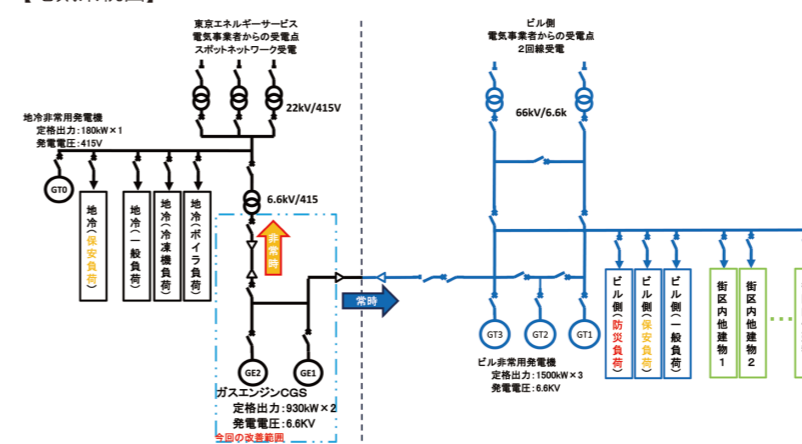 東京エネルギーサービス
電気事業者からの受電点
スポットネットワーク受電
ビル側
電気事業者からの受電点
2回線受電
22kV/415V
66kV/6.6k
地冷非常用発電機
定格出力:180kW×1
発電電圧:415V
GT0
6.6kV/415
地冷(保安負荷)
地冷(一般負荷)
地冷(冷凍機負荷)
地冷(ボイラ負荷)
非常時
常時
GT3
GT2
GT1
ビル側(防災負荷)
ビル側(保安負荷)
ビル側(一般負荷)
街区内他建物1
街区内他建物2
…
GE2
GE1
ビル非常用発電機
定格出力:1500kW×3
発電電圧:6.6KV
ガスエンジンCGS
定格出力:930kW×2
発電電圧:6.6KV
今回の改善範囲